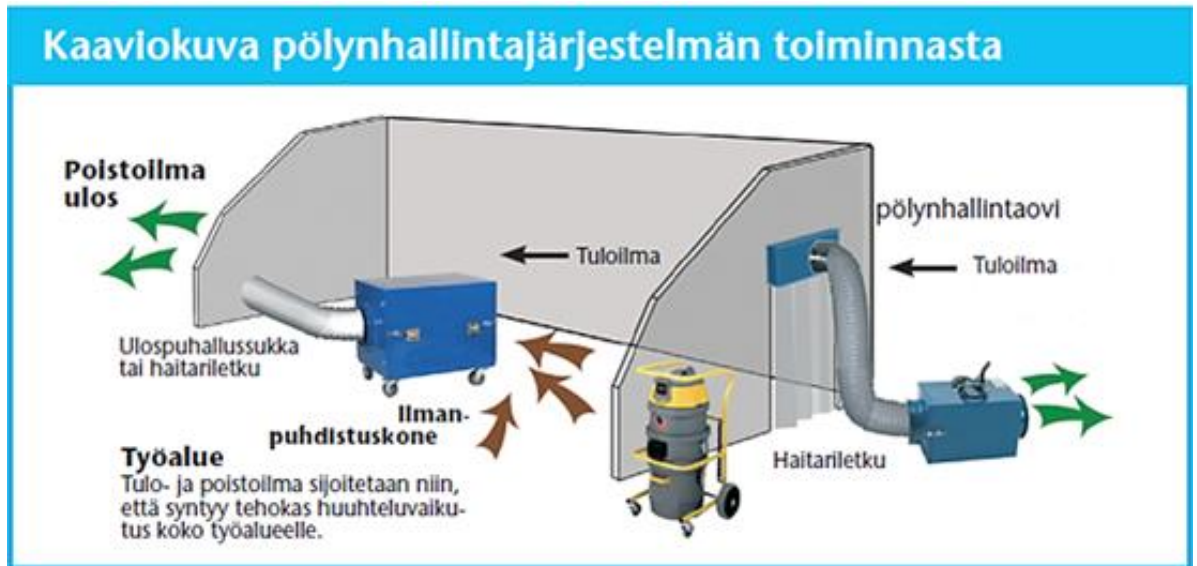 Kaaviokuva pölynhallintajärjestelmän toiminnasta
Poistoilma
ulos
pölynhallintaovi
Tuloilma
Tuloilma
Ulospuhallussukka
tai haitariletku
Ilman-
puhdistuskone
Haitariletku
Työalue
Tulo- ja poistoilma sijoitetaan niin,
että syntyy tehokas huuhteluvaiku-
tus koko työalueelle.